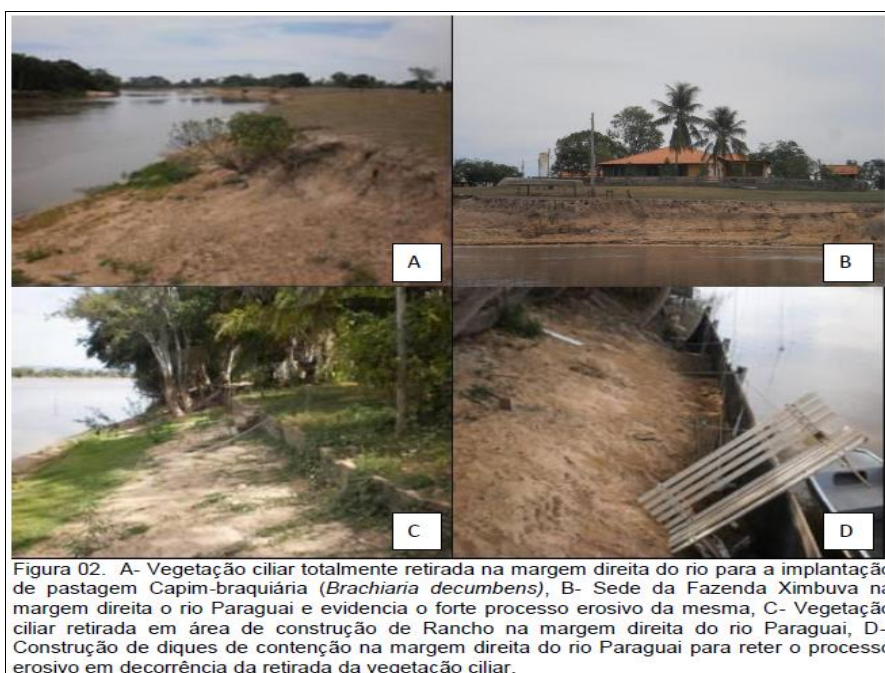 A
B
C
D
Figura 02. A- Vegetação ciliar totalmente retirada na margem direita do rio para a implantação
de pastagem Capim-braquiária (Brachiaria decumbens), B- Sede da Fazenda Ximbuva na
margem direita o rio Paraguai e evidencia o forte processo erosivo da mesma, C- Vegetação
ciliar retirada em área de construção de Rancho na margem direita do rio Paraguai, D-
Construção de diques de contenção na margem direita do rio Paraguai para reter o processo
erosivo em decorrência da retirada da vegetação ciliar.